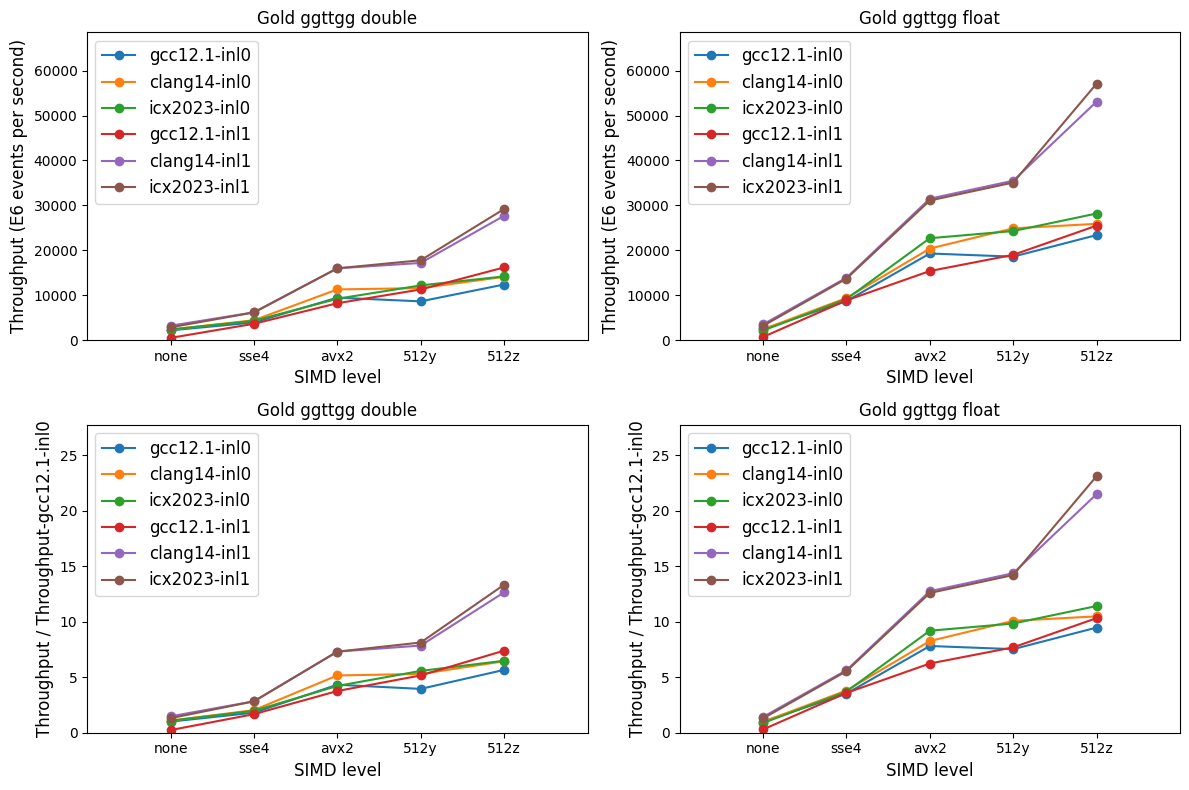 Gold ggttgg double
Throughput (E6 events per second)
60000
50000
40000
30000
20000
10000
0
gcc12.1-inl0
clang14-inl0
icx2023-inl0
gcc12.1-inl1
clang14-inl1
icx2023-inl1
none sse4 avx2 512y 512z
SIMD level
Gold ggttgg float
Throughput (E6 events per second)
60000
50000
40000
30000
20000
10000
0
gcc12.1-inl0
clang14-inl0
icx2023-inl0
gcc12.1-inl1
clang14-inl1
icx2023-inl1
none sse4 avx2 512y 512z
SIMD level
Gold ggttgg double
Throughput / Throughput-gcc12.1-inl0
25
20
15
10
5
0
gcc12.1-inl0
clang14-inl0
icx2023-inl0
gcc12.1-inl1
clang14-inl1
icx2023-inl1
none sse4 avx2 512y 512z
SIMD level
Gold ggttgg float
Throughput / Throughput-gcc12.1-inl0
25
20
15
10
5
0
gcc12.1-inl0
clang14-inl0
icx2023-inl0
gcc12.1-inl1
clang14-inl1
icx2023-inl1
none sse4 avx2 512y 512z
SIMD level